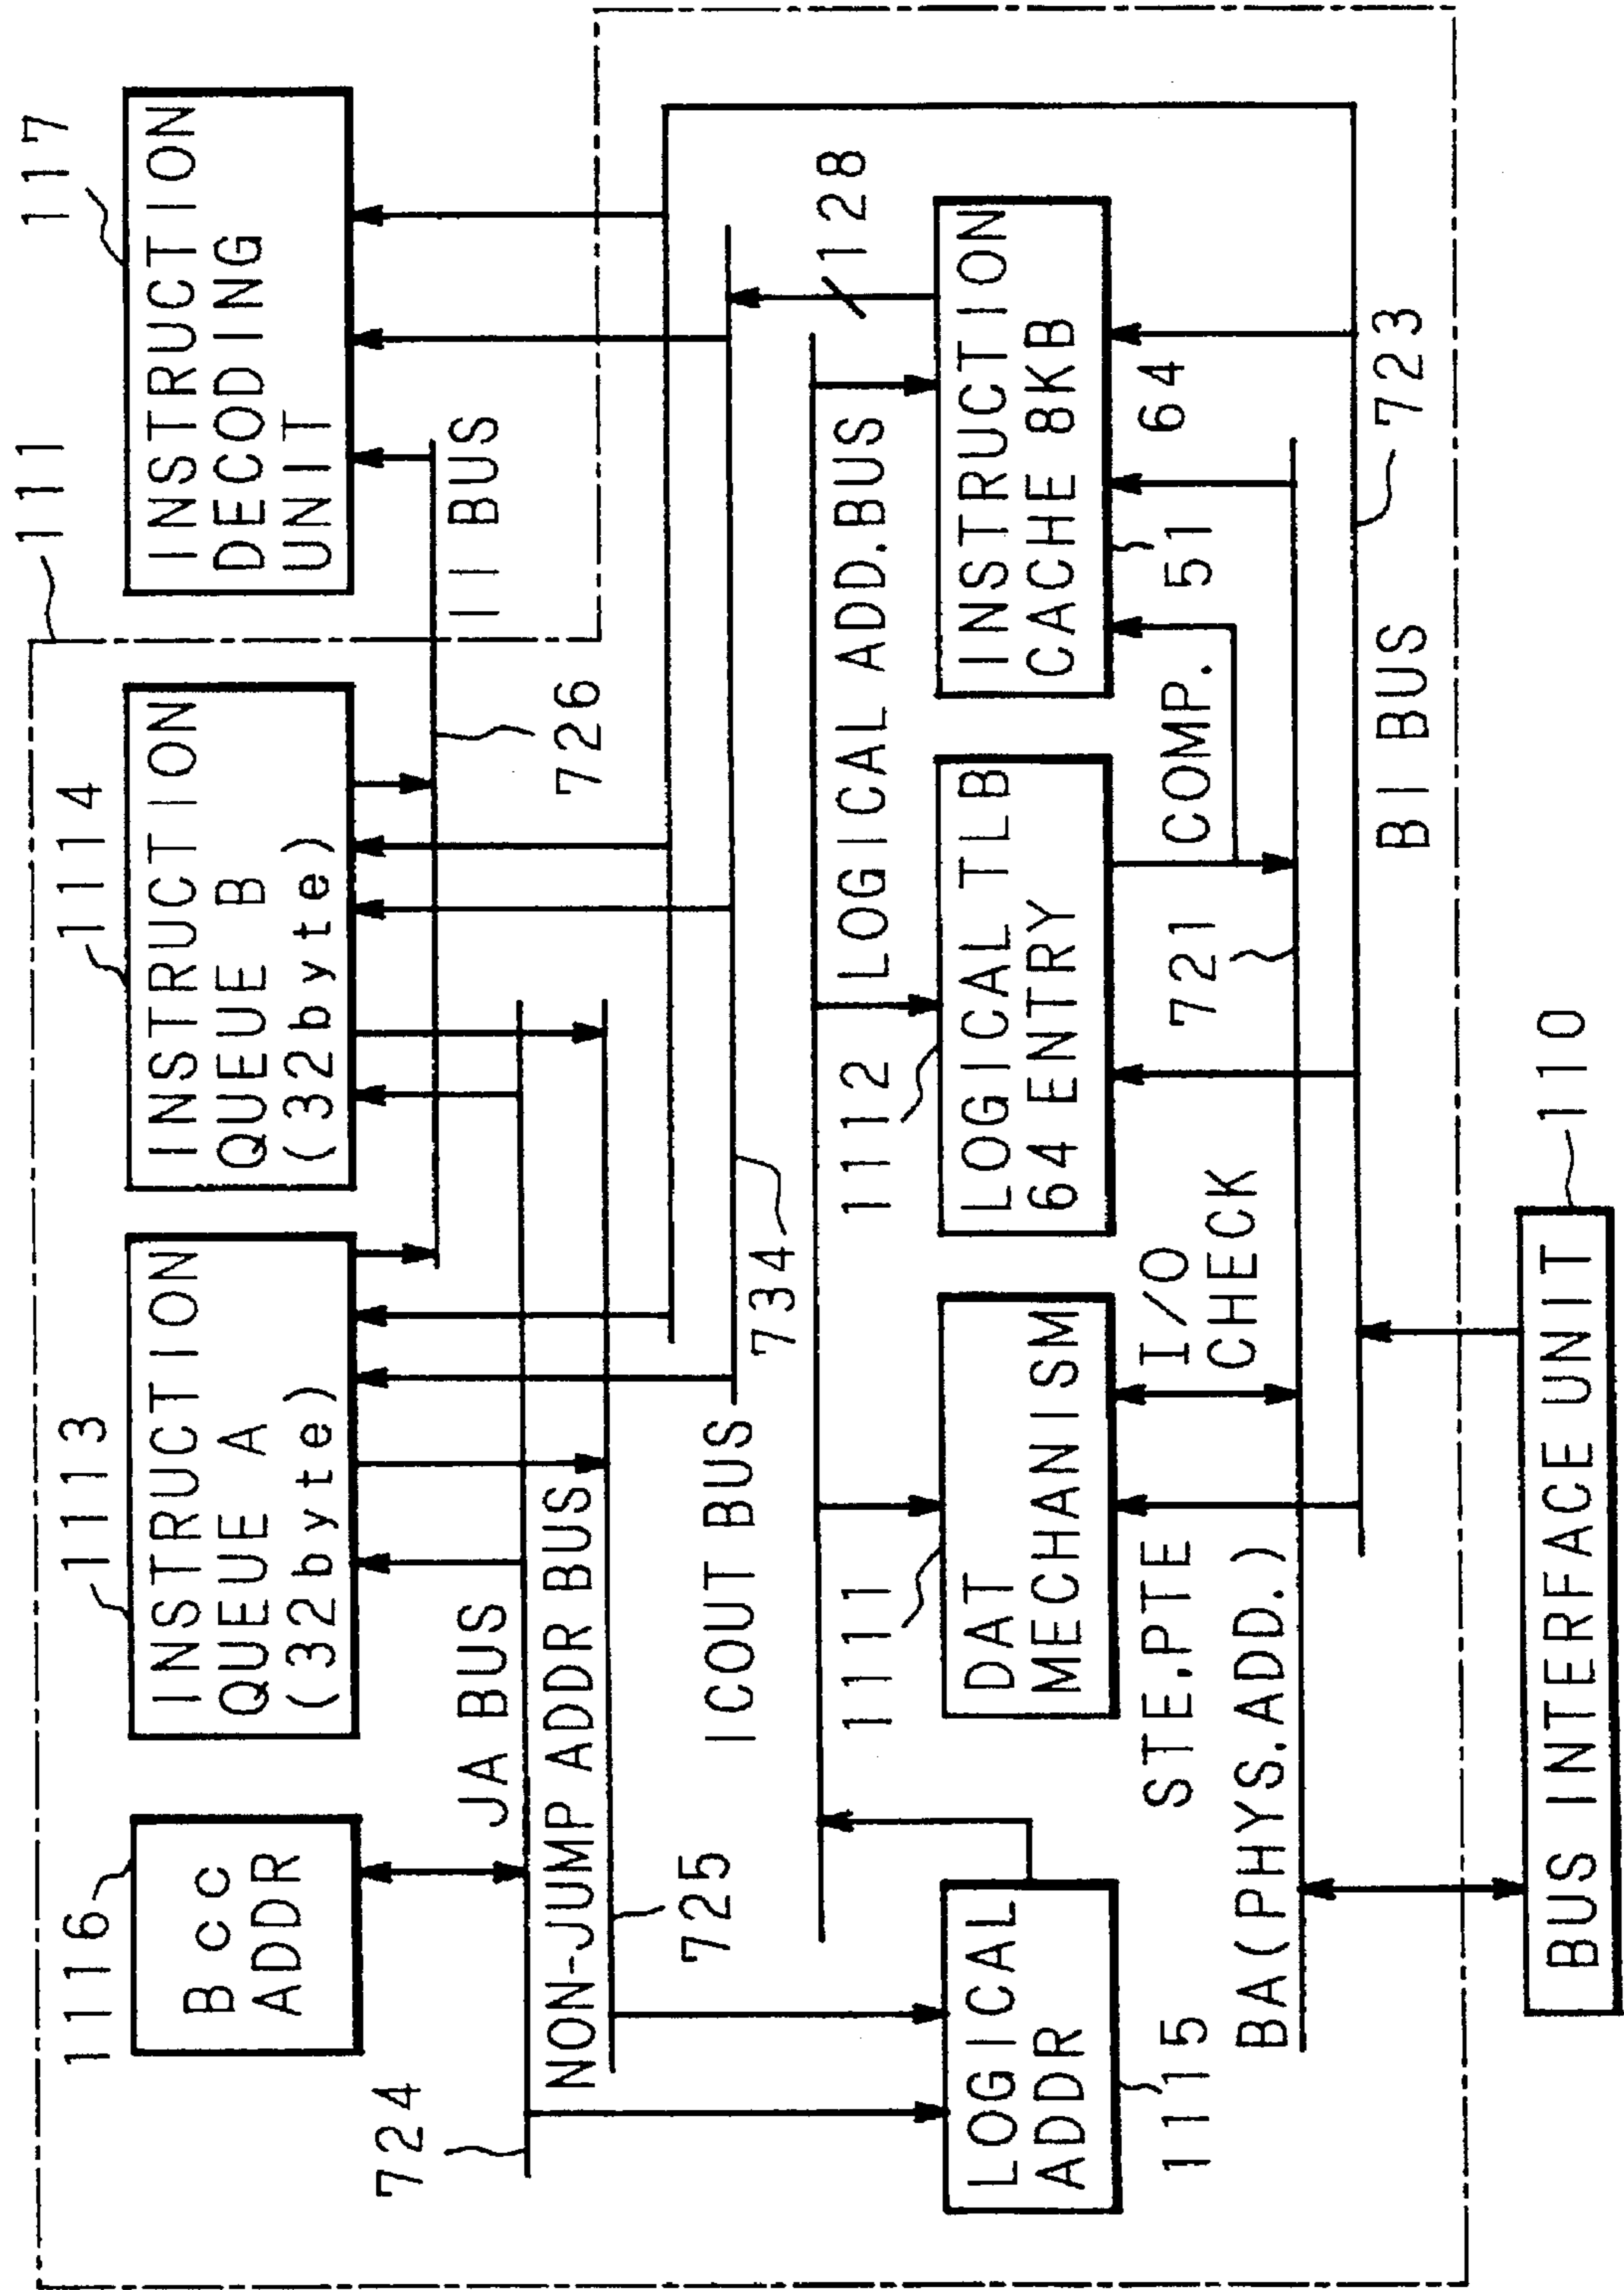 111
117
1114
1113
1116
INSTRUCTION
DECODING
UNIT
INSTRUCTION
QUEUE B
(32byte)
INSTRUCTION
QUEUE A
(32byte)
Bcc
ADDR
II BUS
726
JA BUS
724
NON-JUMP ADDR BUS
725
ICOUT BUS
734
128
LOGICAL ADD.BUS
1112
1111
INSTRUCTION
CACHE 8KB
LOGICAL TLB
64 ENTRY
DAT
MECHANISM
LOGICAL
ADDR
1115
64
51
COMP.
721
I/O
CHECK
STE,PTE
BA(PHYS.ADD.)
723
BI BUS
110
BUS INTERFACE UNIT